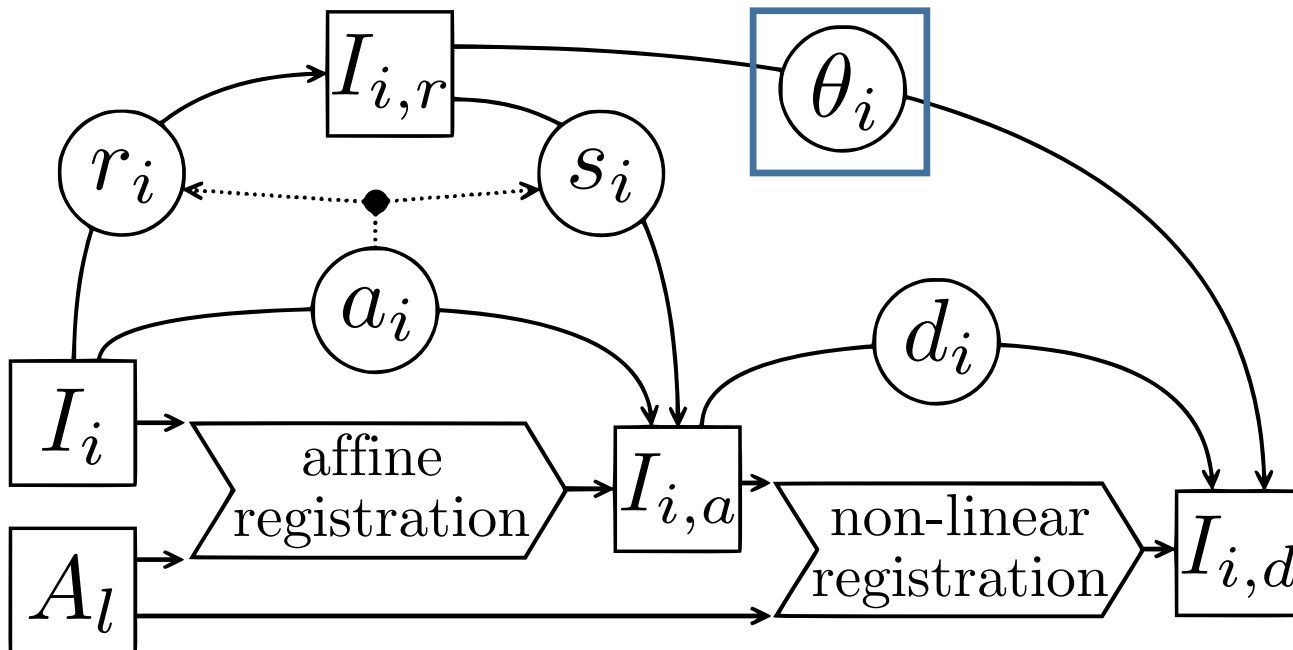 I_{i,r}
θ_i
r_i
s_i
a_i
d_i
I_i
affine
registration
I_{i,a}
non-linear
registration
I_{i,d}
A_l